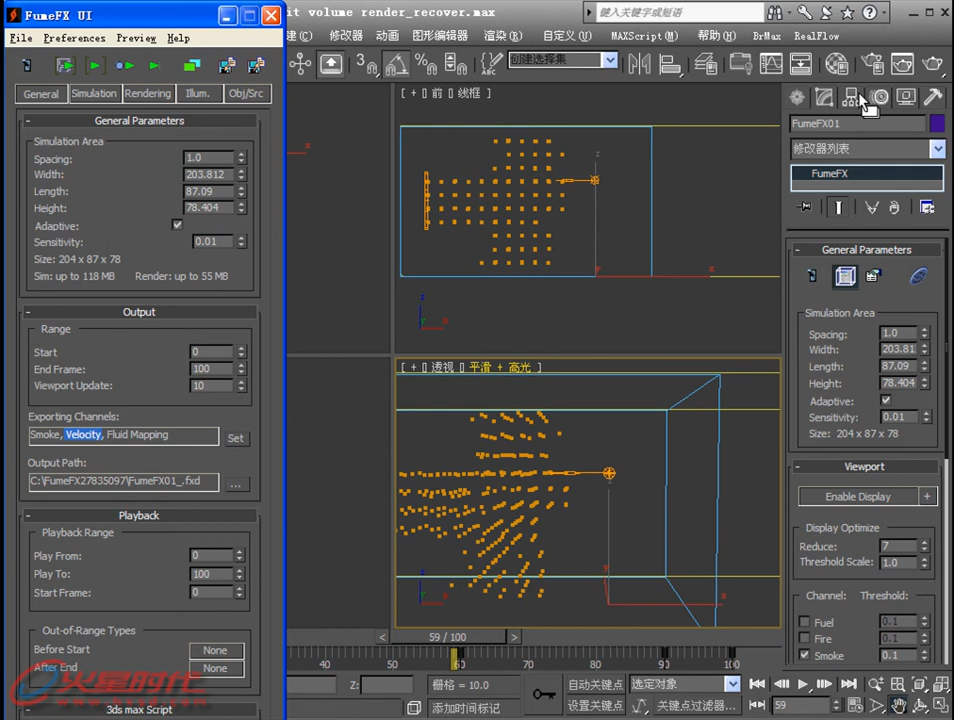 FumeFX UI
it volume render_recover.max
键入关键字或短语
File Preferences Preview Help
修改器 动画 图形编辑器 渲染(R) 自定义(U) MAXScript(M) 帮助(H) BrMax RealFlow
创建选择集
General Simulation Rendering Illum. Obj/Src
[ + [] 前 [] 线框 ]
General Parameters
FumeFX01
Simulation Area
修改器列表
Spacing: 1.0
Width: 203.812
FumeFX
Length: 87.09
Height: 78.404
Adaptive:
Sensitivity: 0.01
Size: 204 x 87 x 78
Sim: up to 118 MB Render: up to 55 MB
General Parameters
Simulation Area
Spacing: 1.0
Width: 203.81
Length: 87.09
Height: 78.404
Adaptive:
Sensitivity: 0.01
Size: 204 x 87 x 78
Output
Range
Start 0
End Frame: 100
Viewport Update: 10
[ + [] 透视 [] 平滑 + 高光 ]
Exporting Channels:
Smoke, Velocity, Fluid Mapping
Set
Output Path:
C:\FumeFX27835097\FumeFX01_.fxd
...
Viewport
Enable Display +
Display Optimize
Reduce: 7
Threshold Scale: 1.0
Channel: Threshold:
Fuel 0.1
Fire 0.1
Smoke 0.1
Playback
Playback Range
Play From: 0
Play To: 100
Start Frame: 0
Out-of-Range Types
Before Start None
After End None
火星时代
3ds max Script
< 59 / 100 >
40 50 60 70 80 90 100
Z:
栅格 = 10.0
添加时间标记
自动关键点 选定对象
设置关键点 关键点过滤器...
59
x
z
y